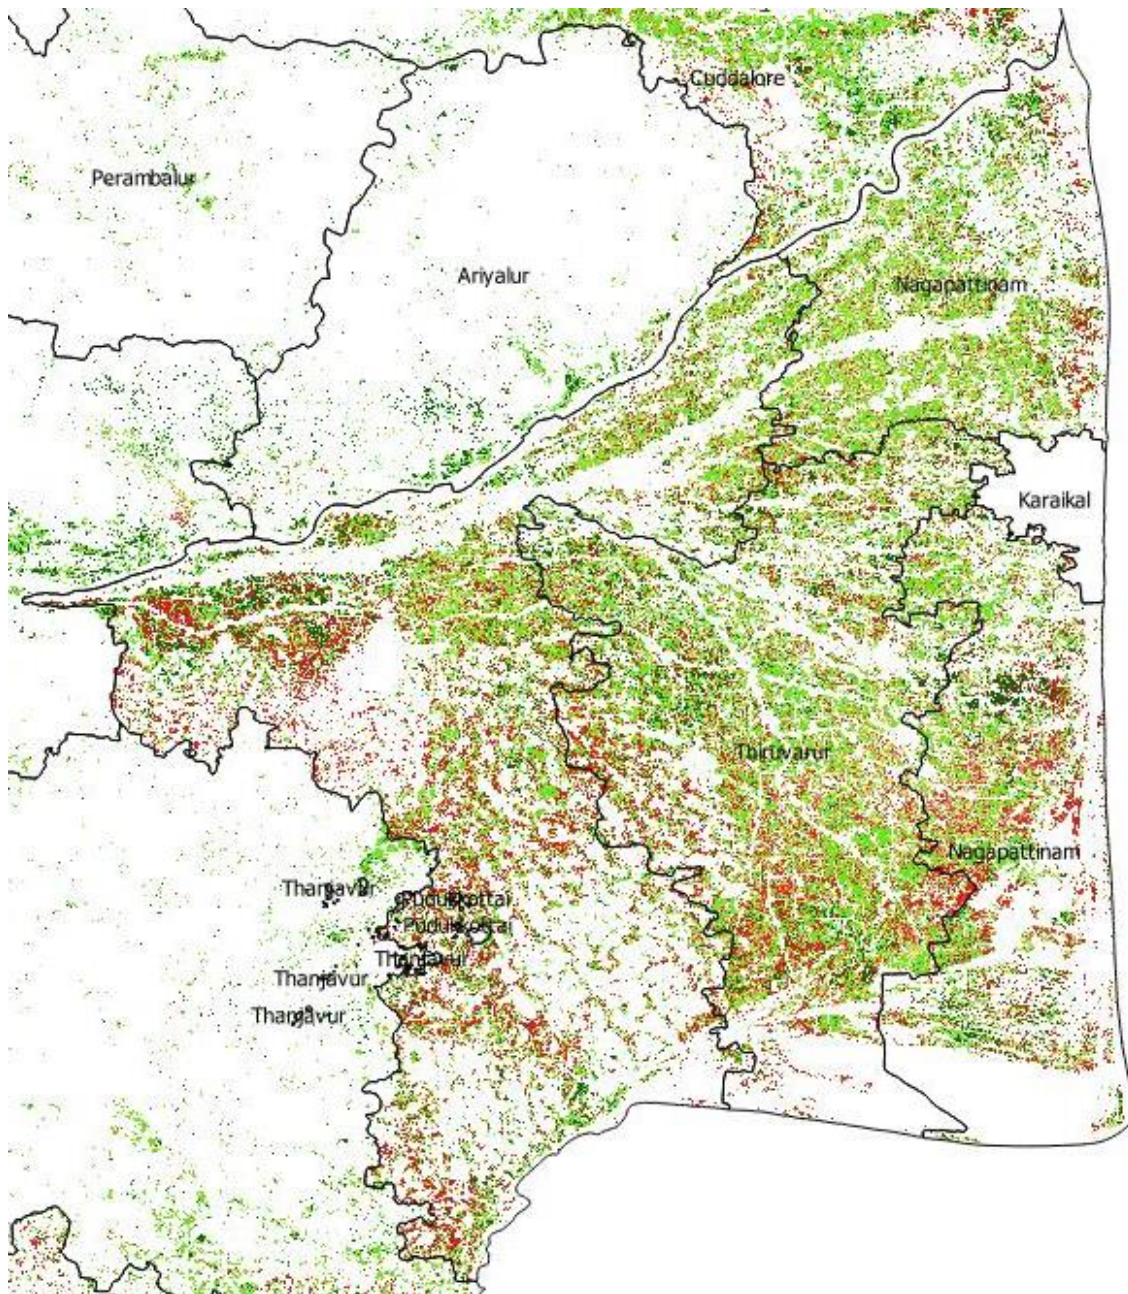 Cuddalore
Perambalur
Ariyalur
Nagapattinam
Karaikal
Thiruvarur
Nagapattinam
Thanjavur
Pudukkottai
Pudukkottai
Thanjavur
Thanjavur
Thanjavur